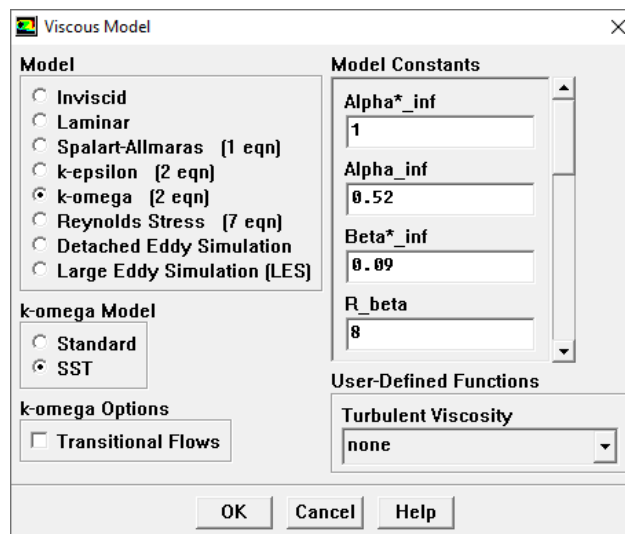 Viscous Model
Model
Inviscid
Laminar
Spalart-Allmaras (1 eqn)
k-epsilon (2 eqn)
k-omega (2 eqn)
Reynolds Stress (7 eqn)
Detached Eddy Simulation
Large Eddy Simulation (LES)
k-omega Model
Standard
SST
k-omega Options
Transitional Flows
Model Constants
Alpha*_inf
1
Alpha_inf
0.52
Beta*_inf
0.09
R_beta
8
User-Defined Functions
Turbulent Viscosity
none
OK Cancel Help